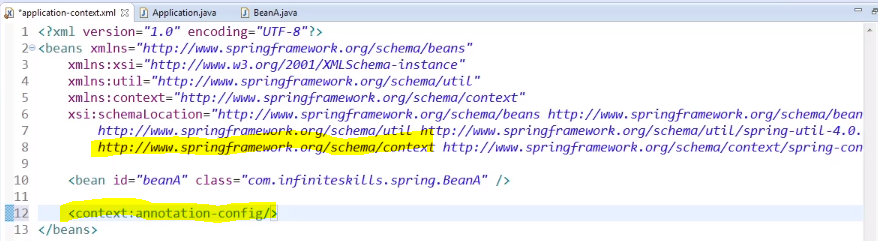 *application-context.xml Application.java BeanA.java
1 <?xml version="1.0" encoding="UTF-8"?>
2 <beans xmlns="http://www.springframework.org/schema/beans"
3 xmlns:xsi="http://www.w3.org/2001/XMLSchema-instance"
4 xmlns:util="http://www.springframework.org/schema/util"
5 xmlns:context="http://www.springframework.org/schema/context"
6 xsi:schemaLocation="http://www.springframework.org/schema/beans http://www.springframework.org/schema/bean
7 http://www.springframework.org/schema/util http://www.springframework.org/schema/util/spring-util-4.0.
8 http://www.springframework.org/schema/context http://www.springframework.org/schema/context/spring-con
9
10 <bean id="beanA" class="com.infiniteskills.spring.BeanA" />
11
12 <context:annotation-config/>
13 </beans>